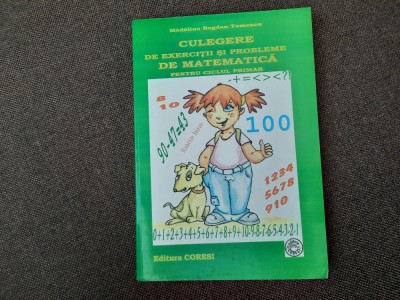 Mădălina Bogdan Tomescu
CULEGERE
DE EXERCIȚII ȘI PROBLEME
DE MATEMATICĂ
PENTRU CICLUL PRIMAR
-+=<><?!
8
10
90-47=43
100
1234
5678
910
0+1+2+3+4+5+6+7+8+9+10-9-8-7-6-5-4-3-2-1
Editura CORESI